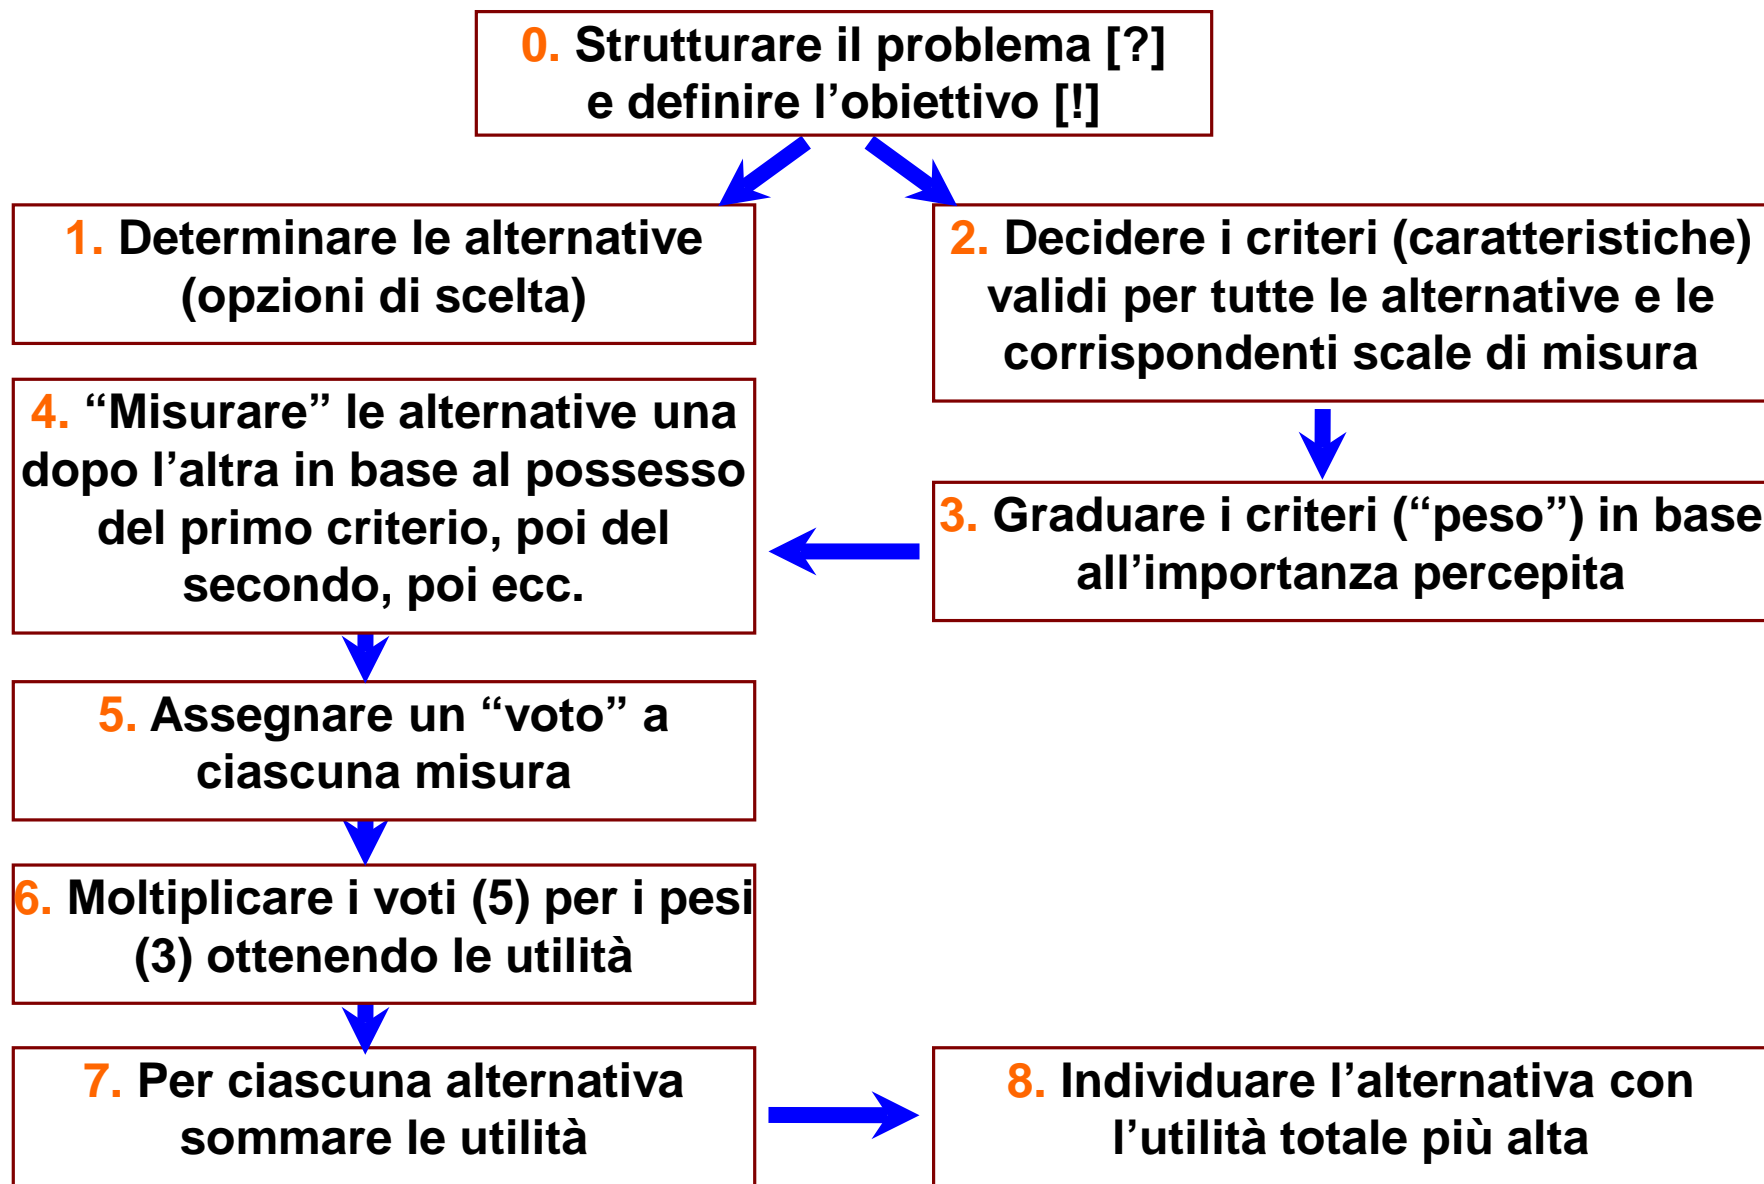 0. Strutturare il problema [?]
e definire l’obiettivo [!]
1. Determinare le alternative
(opzioni di scelta)
2. Decidere i criteri (caratteristiche)
validi per tutte le alternative e le
corrispondenti scale di misura
3. Graduare i criteri (“peso”) in base
all’importanza percepita
4. “Misurare” le alternative una
dopo l’altra in base al possesso
del primo criterio, poi del
secondo, poi ecc.
5. Assegnare un “voto” a
ciascuna misura
6. Moltiplicare i voti (5) per i pesi
(3) ottenendo le utilità
7. Per ciascuna alternativa
sommare le utilità
8. Individuare l’alternativa con
l’utilità totale più alta